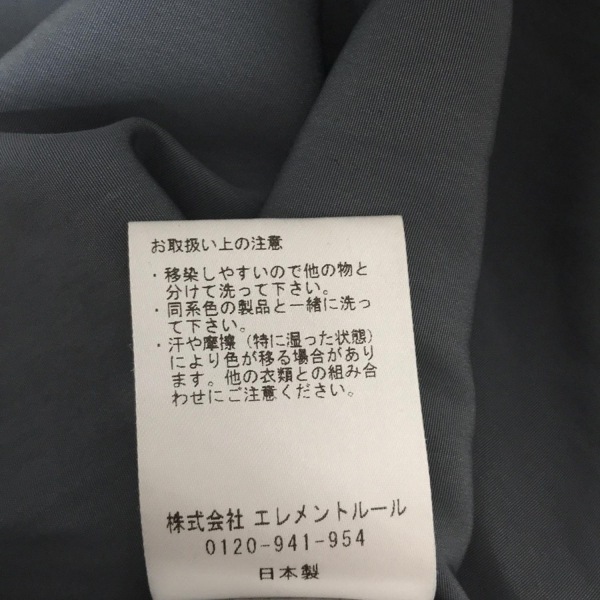 お取扱い上の注意
・移染しやすいので他の物と
分けて洗って下さい。
・同系色の製品と一緒に洗っ
て下さい。
・汗や摩擦(特に湿った状態)
により色が移る場合があり
ます。他の衣類との組み合
わせにご注意ください。
株式会社 エレメントルール
0120-941-954
日本製